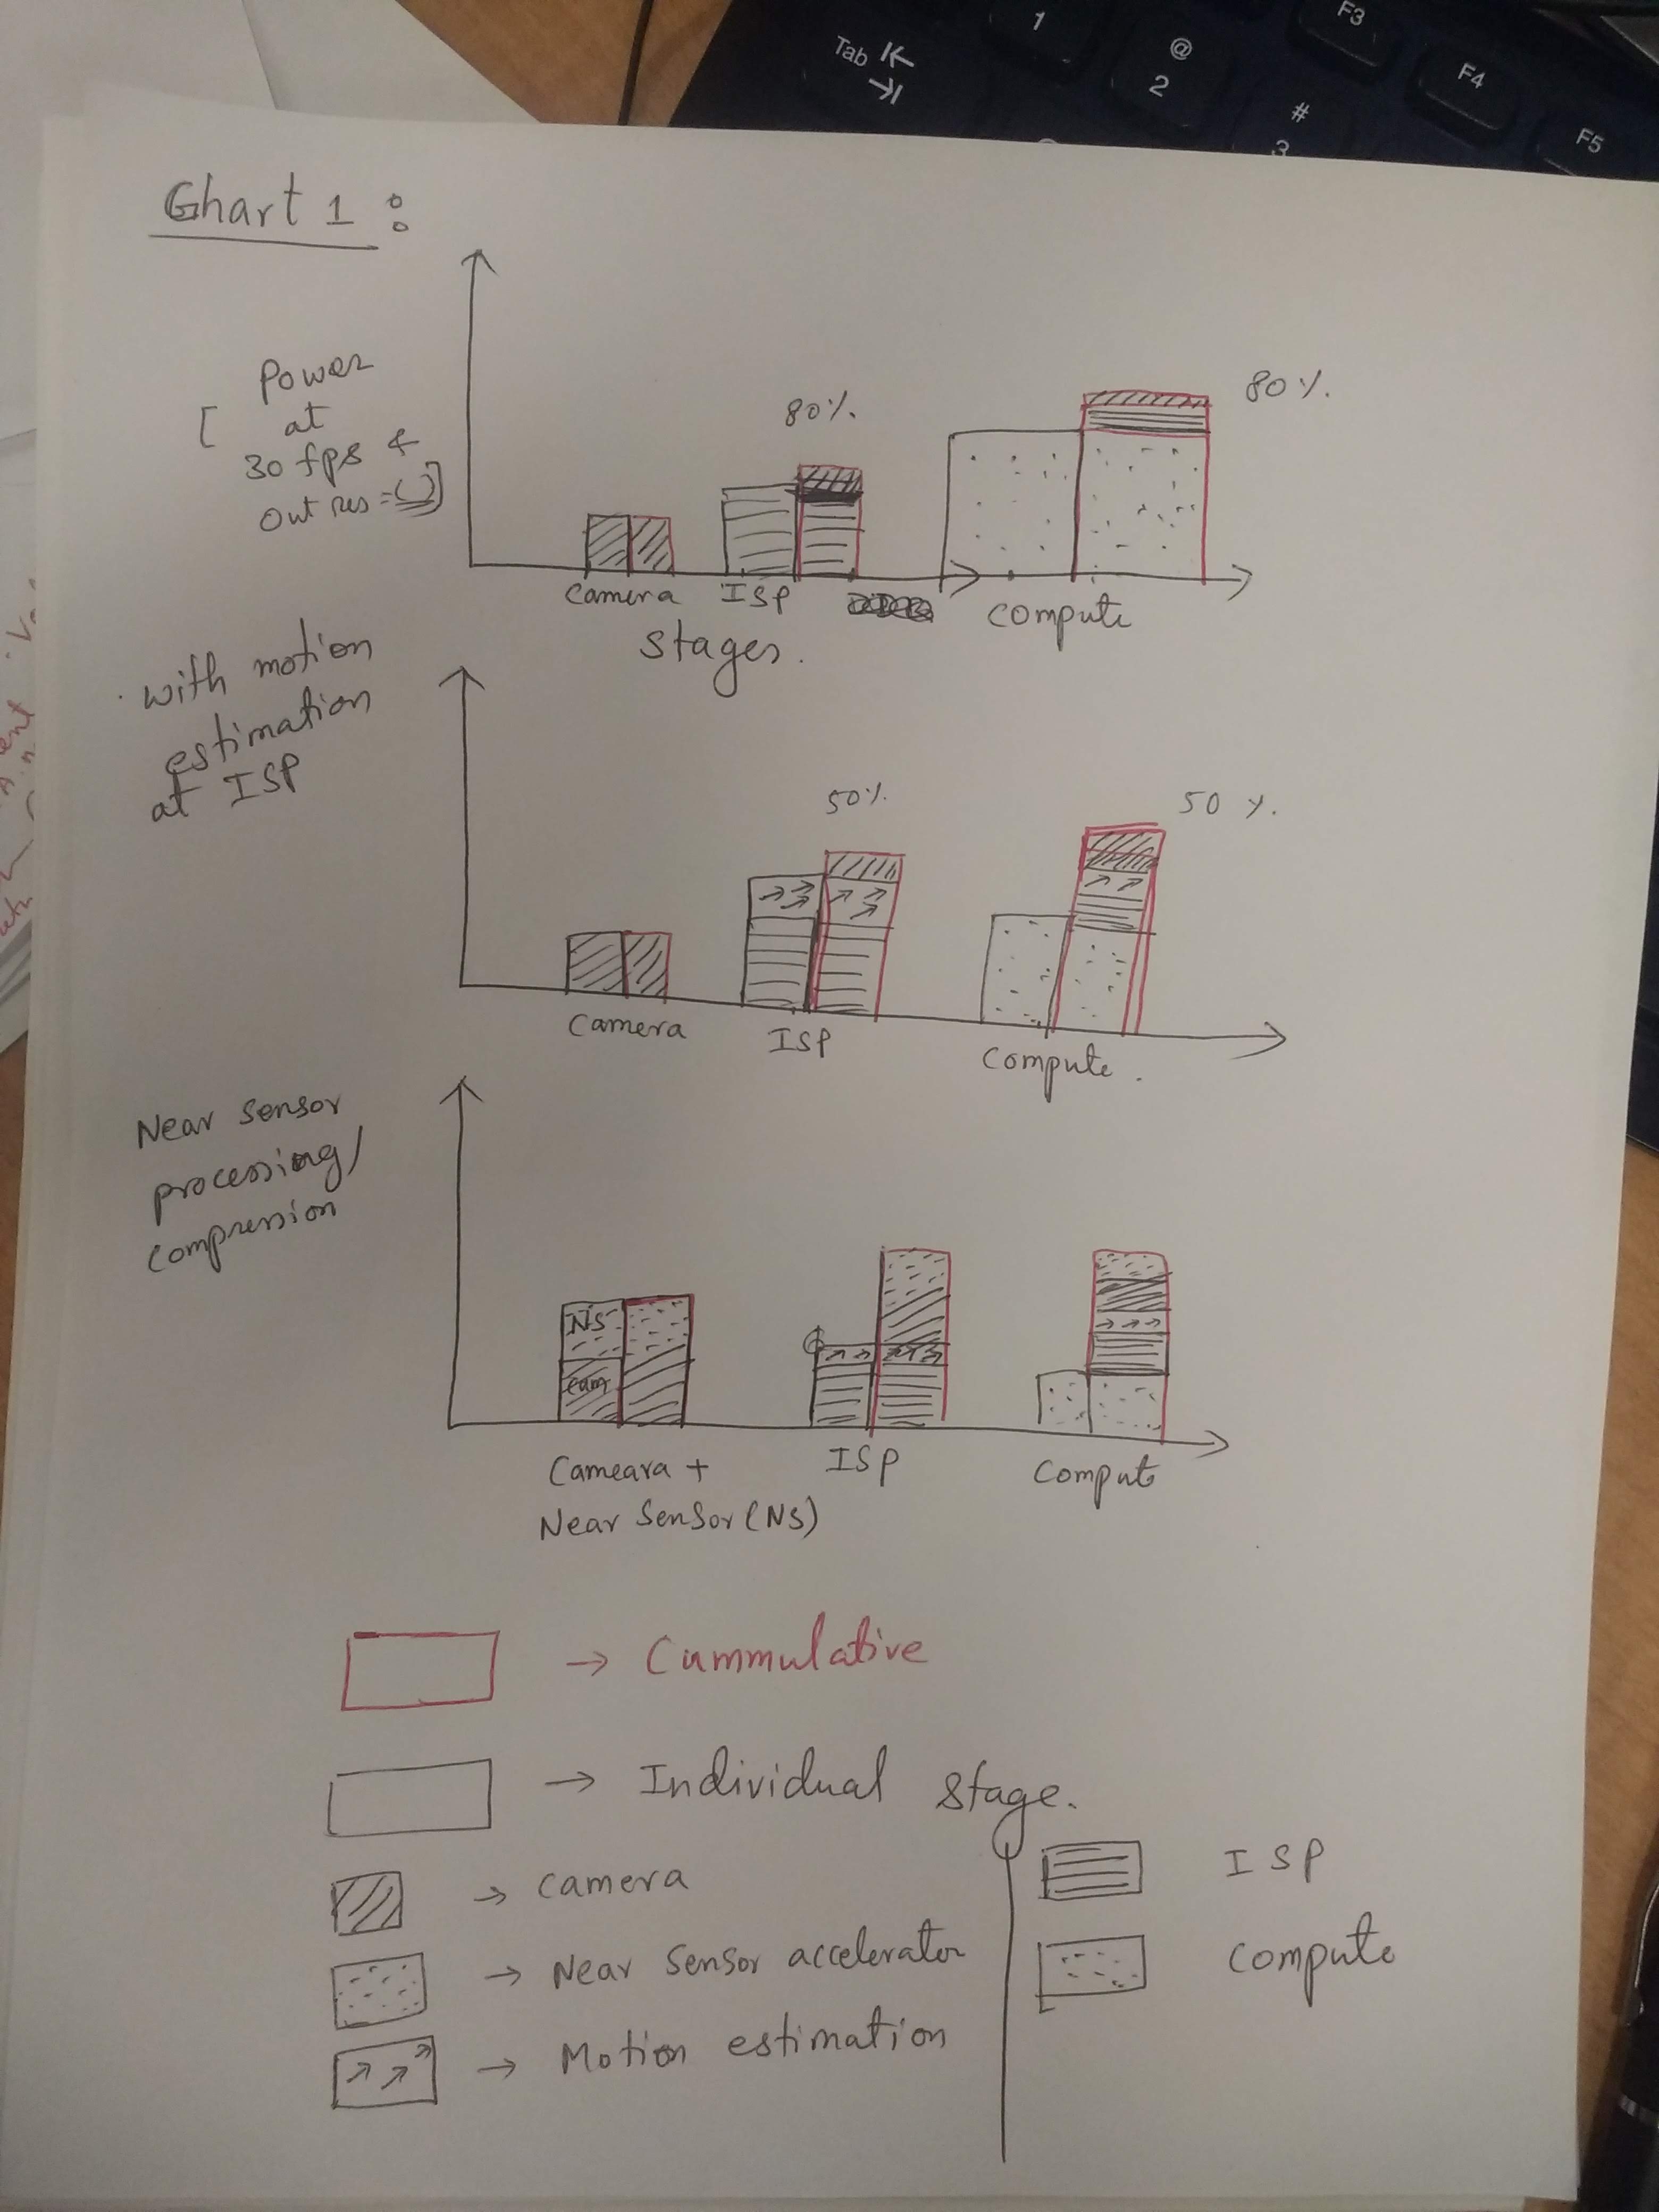 Tab
1
@
2
#
3
F3
F4
F5
Chart 1 :
[ Power
at
30 fps &
Out res = ( ) ]
80%.
80%.
Camera
ISP
Compute
Stages.
with motion
estimation
at ISP
50%.
50 %.
Camera
ISP
Compute.
Near Sensor
processing/
compression
NS
cam
Cameara +
Near Sensor (NS)
ISP
Compute
→ Cummulative
→ Individual stage.
→ camera
→ Near sensor accelerator
→ Motion estimation
ISP
compute